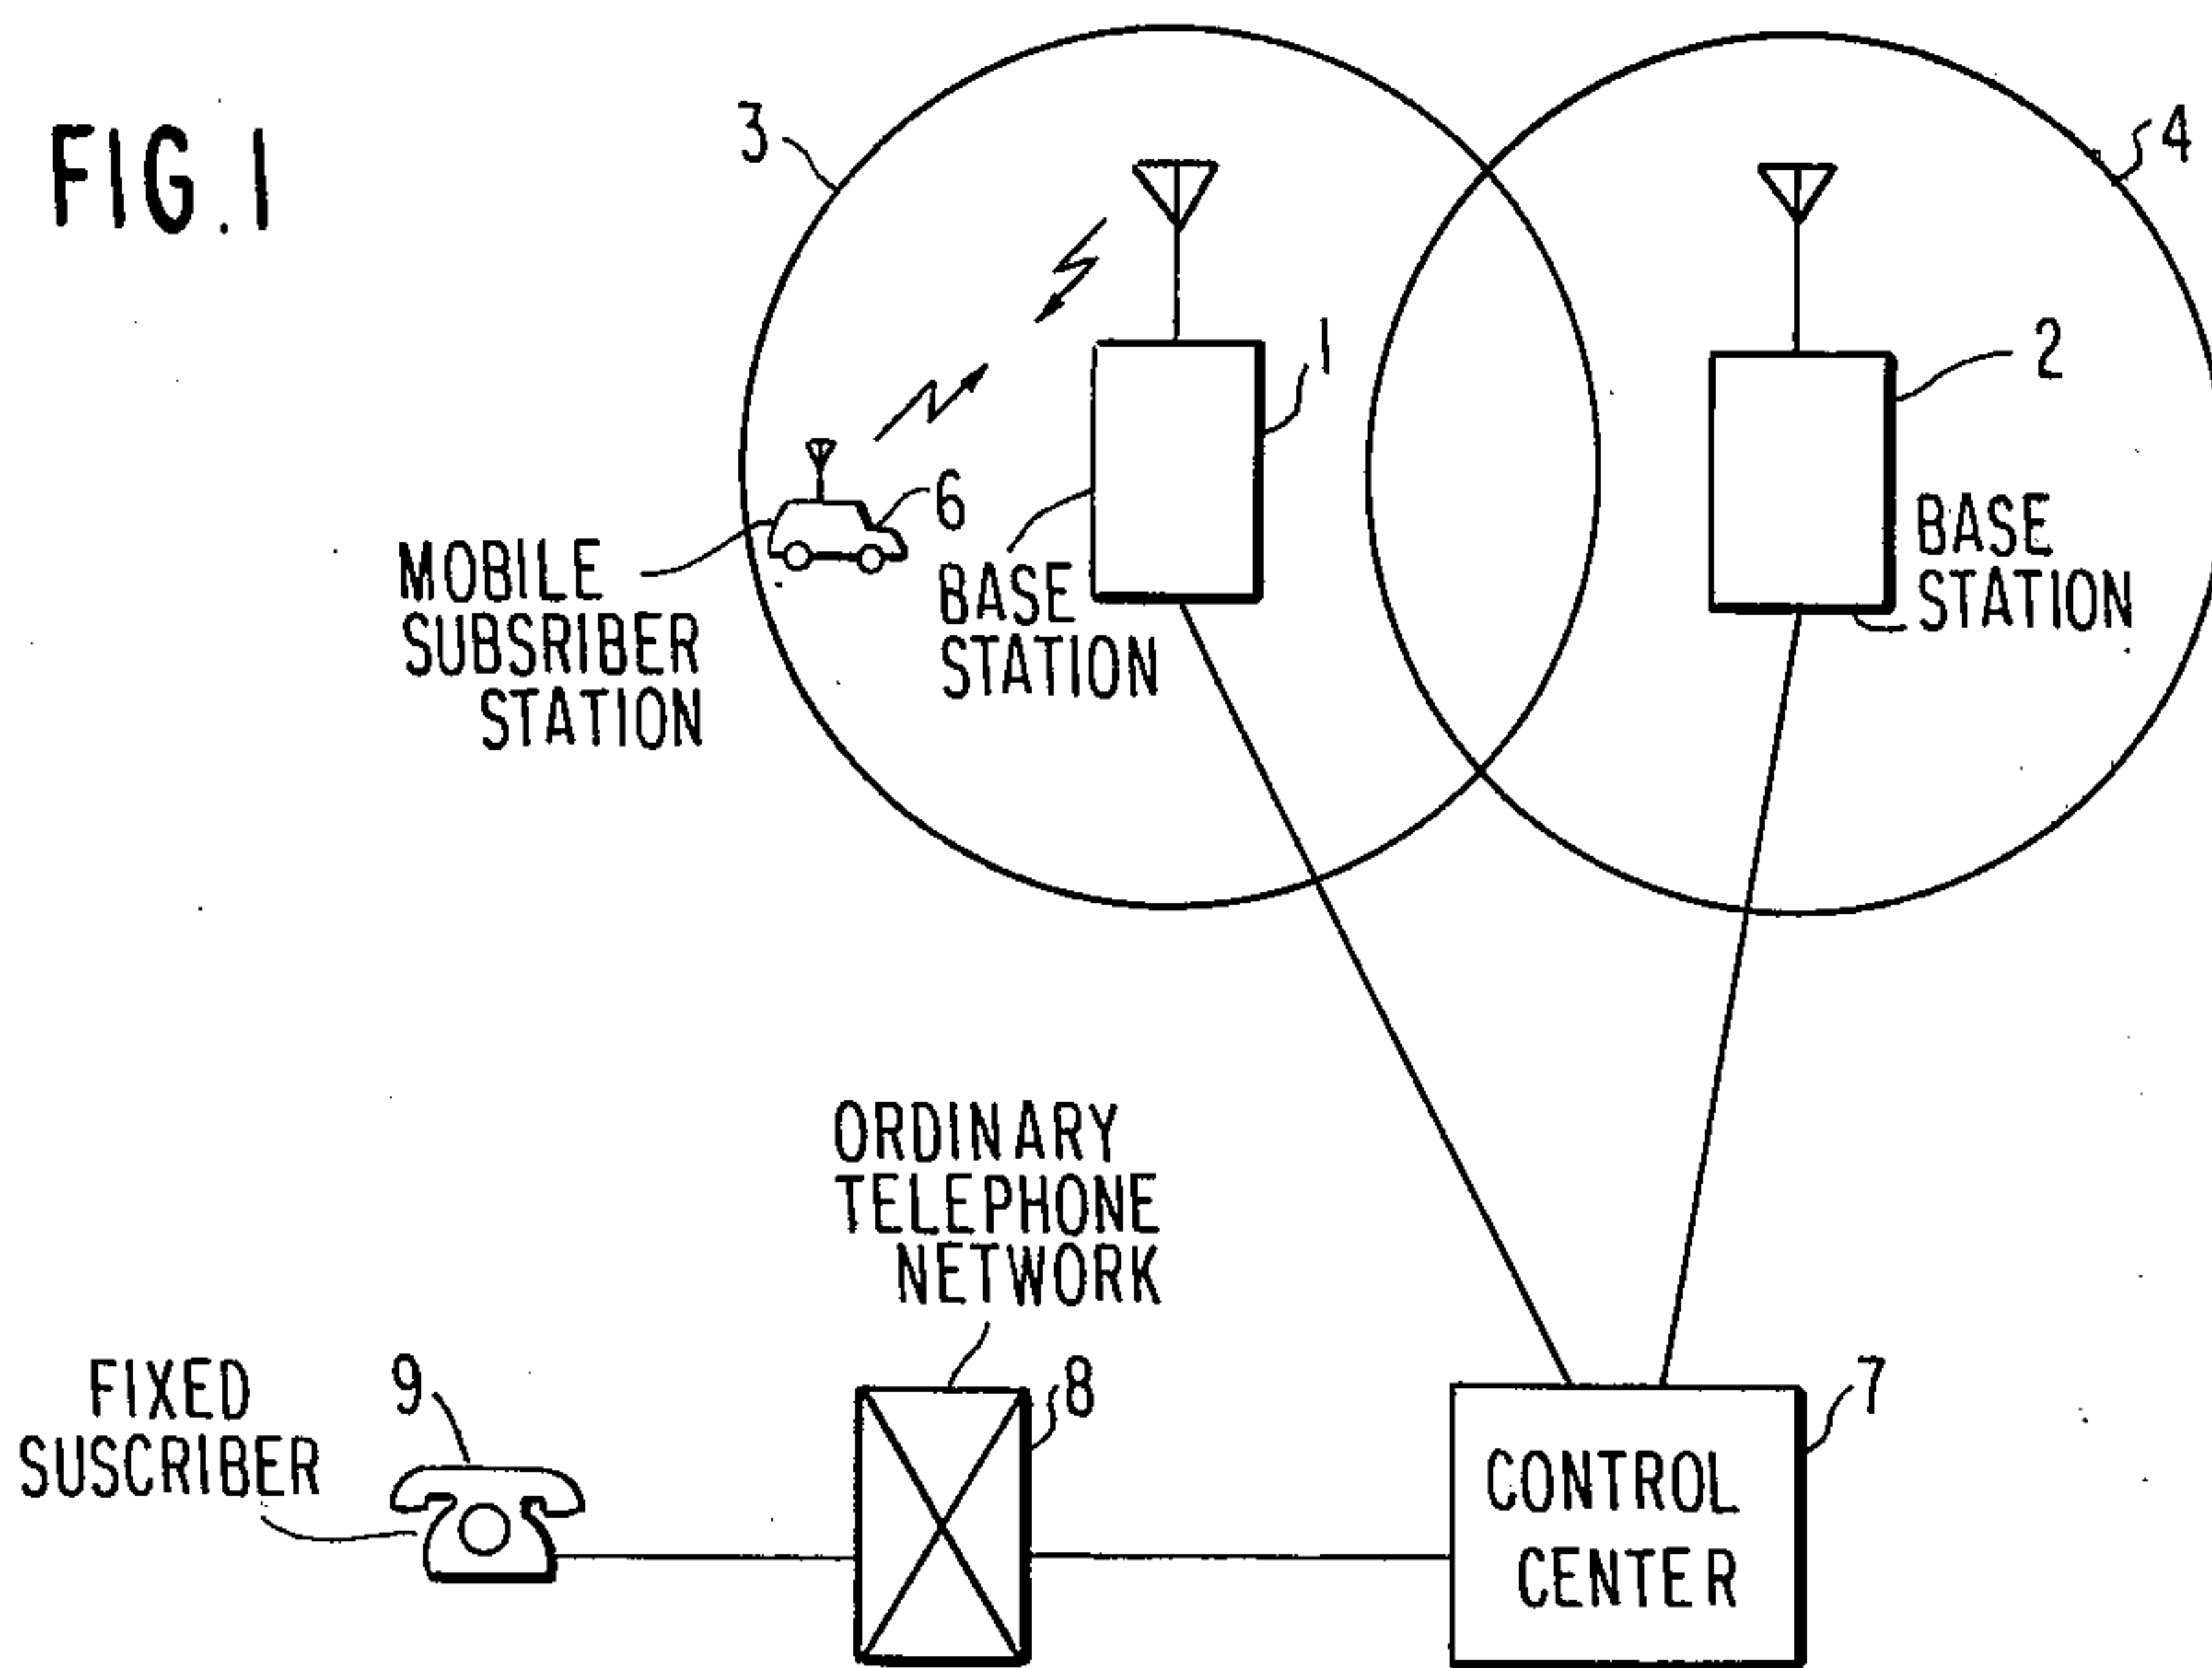 FIG. 1
3
4
1
2
6
MOBILE
SUBSRIBER
STATION
BASE
STATION
BASE
STATION
ORDINARY
TELEPHONE
NETWORK
FIXED
SUSCRIBER
9
8
7
CONTROL
CENTER